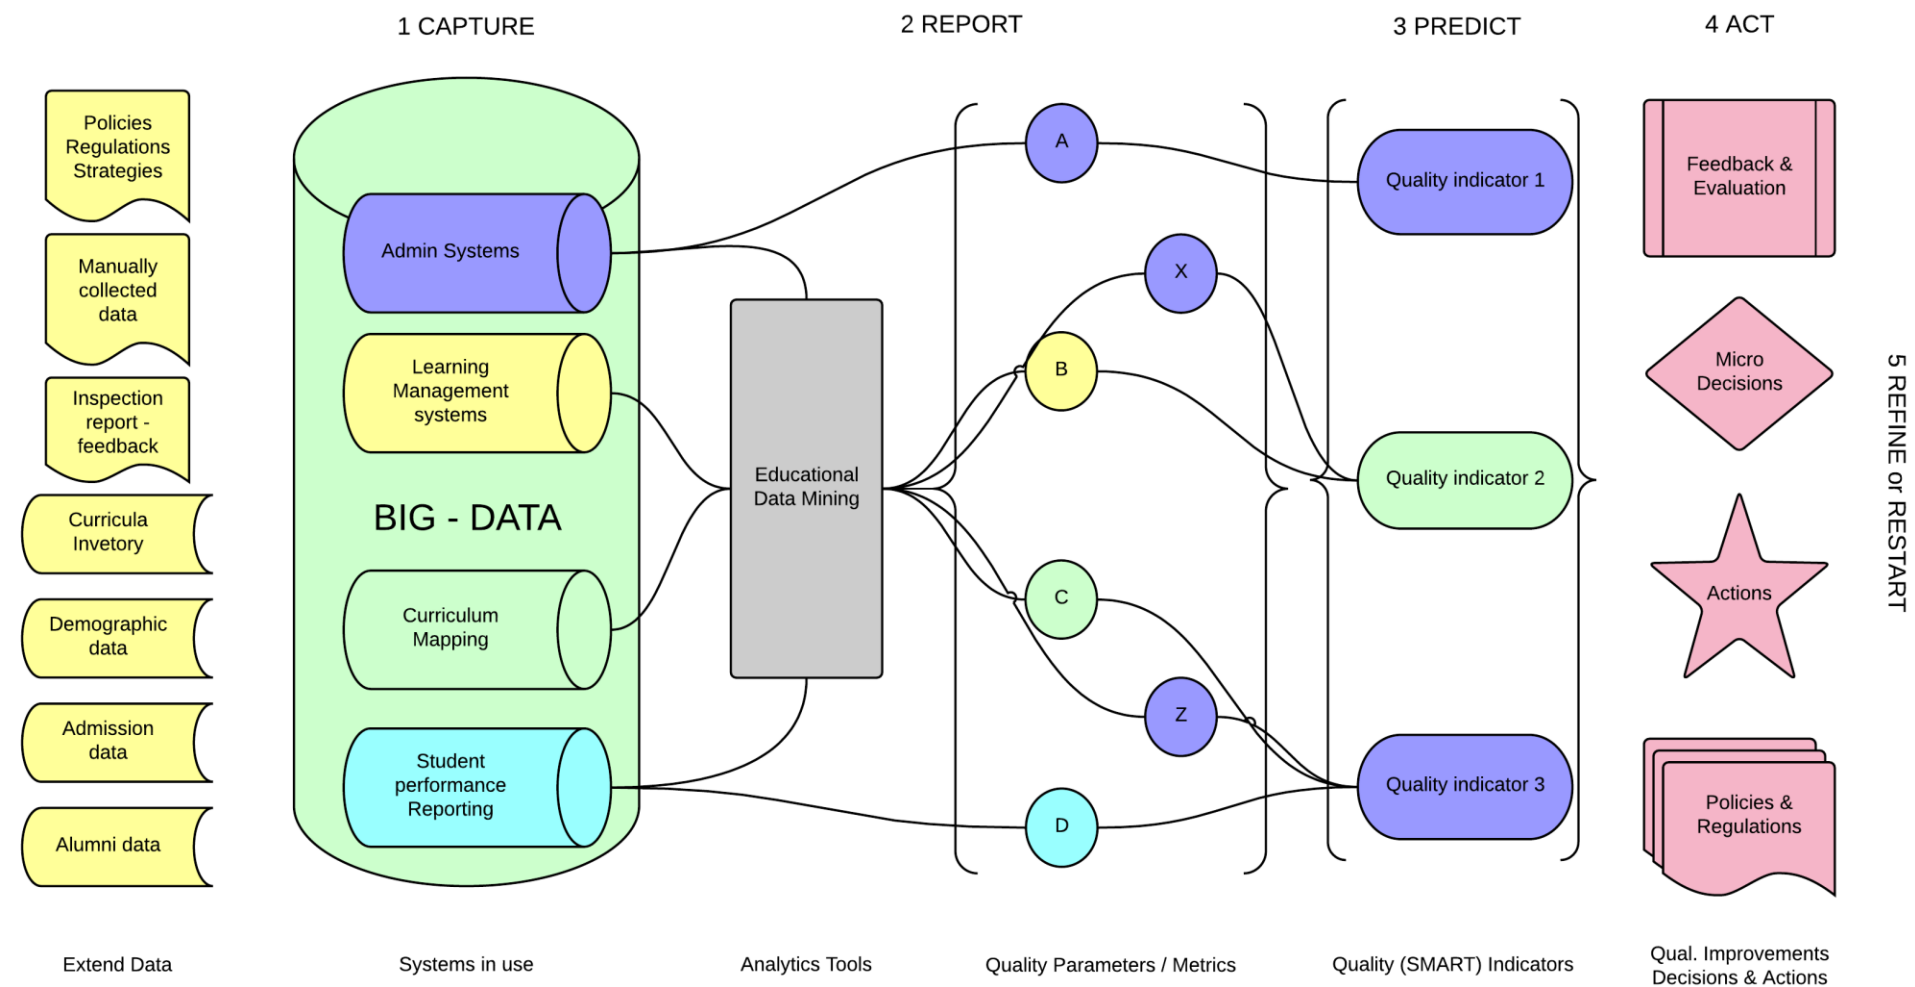 1 CAPTURE
2 REPORT
3 PREDICT
4 ACT
Policies
Regulations
Strategies
Manually
collected
data
Inspection
report -
feedback
Curricula
Invetory
Demographic
data
Admission
data
Alumni data
Extend Data
Admin Systems
Learning
Management
systems
BIG - DATA
Curriculum
Mapping
Student
performance
Reporting
Systems in use
Educational
Data Mining
Analytics Tools
A
X
B
C
Z
D
Quality Parameters / Metrics
Quality indicator 1
Quality indicator 2
Quality indicator 3
Quality (SMART) Indicators
Feedback &
Evaluation
Micro
Decisions
Actions
Policies &
Regulations
Qual. Improvements
Decisions & Actions
5 REFINE or RESTART